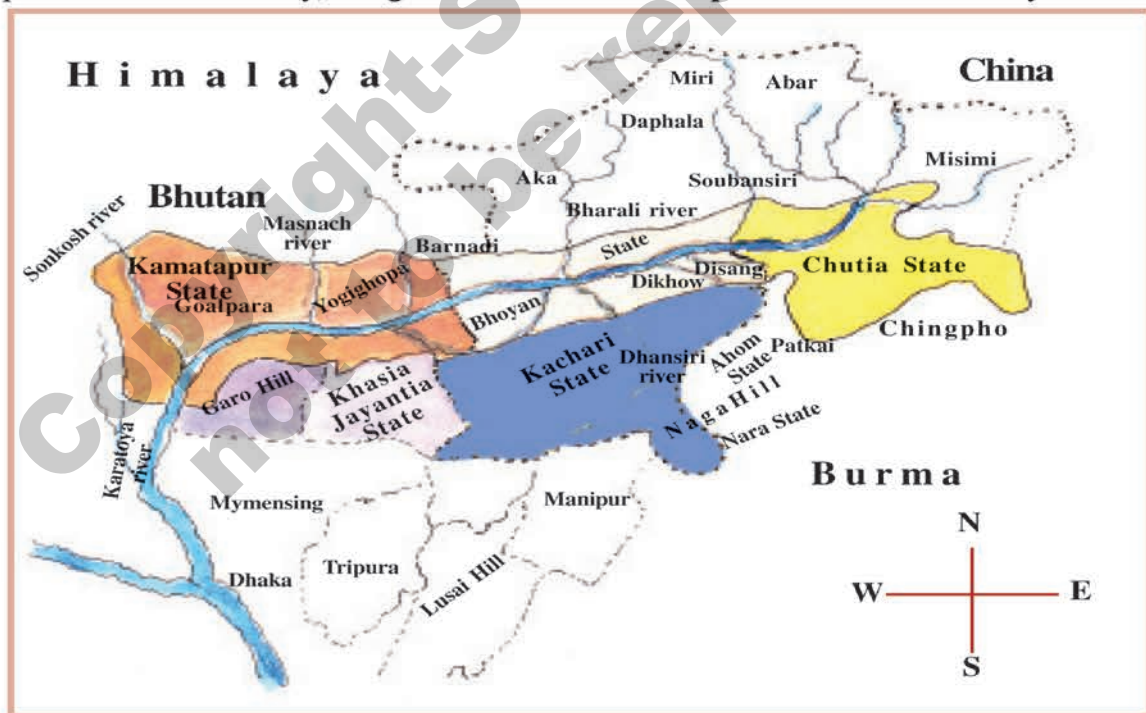 Himalaya
China
Miri
Abar
Daphala
Misimi
Aka
Soubansiri
Bhutan
Sonkosh river
Masnach
river
Bharali river
Barnadi
State
Kamatapur
State
Goalpara
Yogighopa
Disang
Dikhow
Chutia State
Bhoyan
Chingpho
Patkai
Ahom
State
Kachari
State
Dhansiri
river
Garo Hill
Khasia
Jayantia
State
Naga Hill
Nara State
Karatoya
river
Burma
Mymensing
Manipur
Dhaka
Tripura
Lusai Hill
N
W
E
S